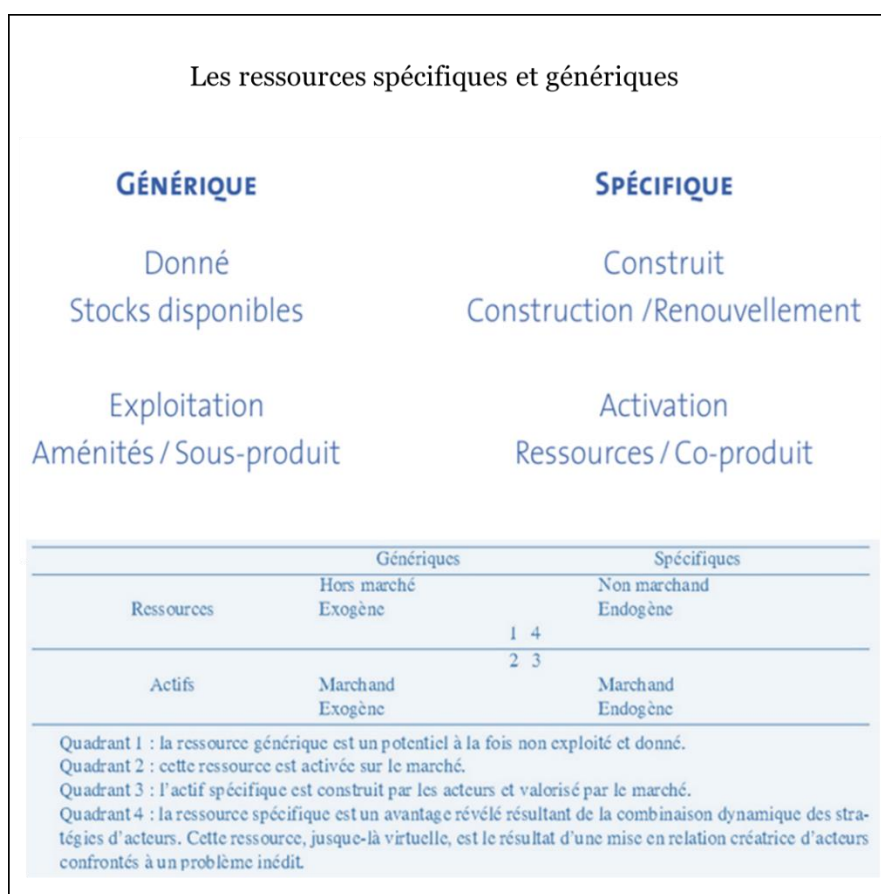 Les ressources spécifiques et génériques
GÉNÉRIQUE
SPÉCIFIQUE
Donné
Construit
Stocks disponibles
Construction /Renouvellement
Exploitation
Activation
Aménités / Sous-produit
Ressources / Co-produit
Génériques
Spécifiques
Hors marché
Non marchand
Ressources
Exogène
Endogène
1 4
2 3
Actifs
Marchand
Marchand
Exogène
Endogène
Quadrant 1 : la ressource générique est un potentiel à la fois non exploité et donné.
Quadrant 2 : cette ressource est activée sur le marché.
Quadrant 3 : l'actif spécifique est construit par les acteurs et valorisé par le marché.
Quadrant 4 : la ressource spécifique est un avantage révélé résultant de la combinaison dynamique des stra-
tégies d'acteurs. Cette ressource, jusque-là virtuelle, est le résultat d'une mise en relation créatrice d'acteurs
confrontés à un problème inédit.